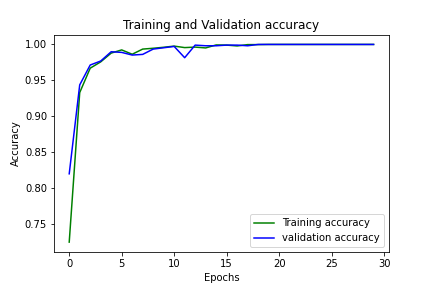 Training and Validation accuracy
1.00
0.95
0.90
0.85
0.80
0.75
Accuracy
Training accuracy
validation accuracy
0 5 10 15 20 25 30
Epochs